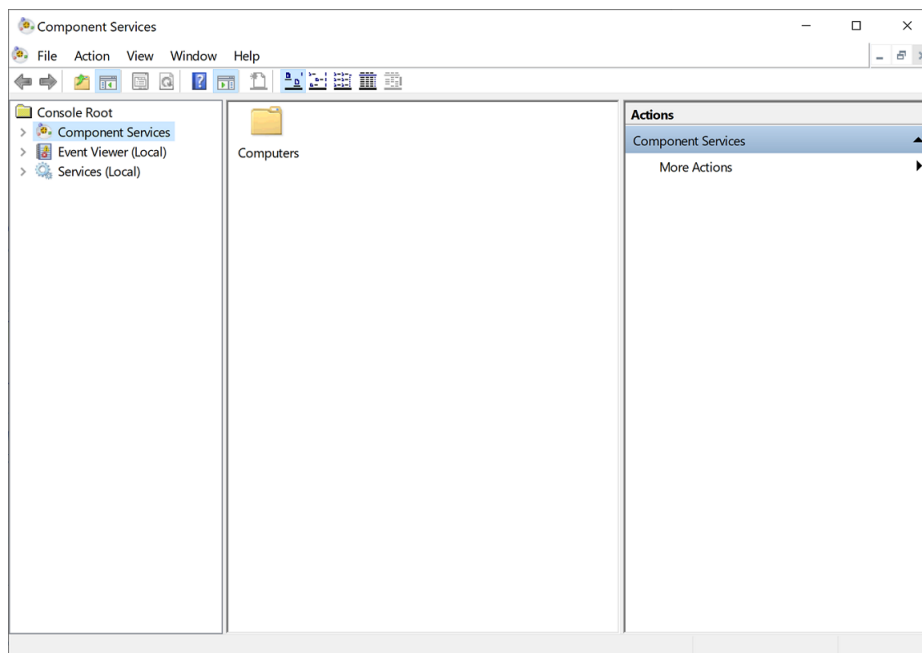 Component Services
File Action View Window Help
Console Root
Component Services
Event Viewer (Local)
Services (Local)
Computers
Actions
Component Services
More Actions